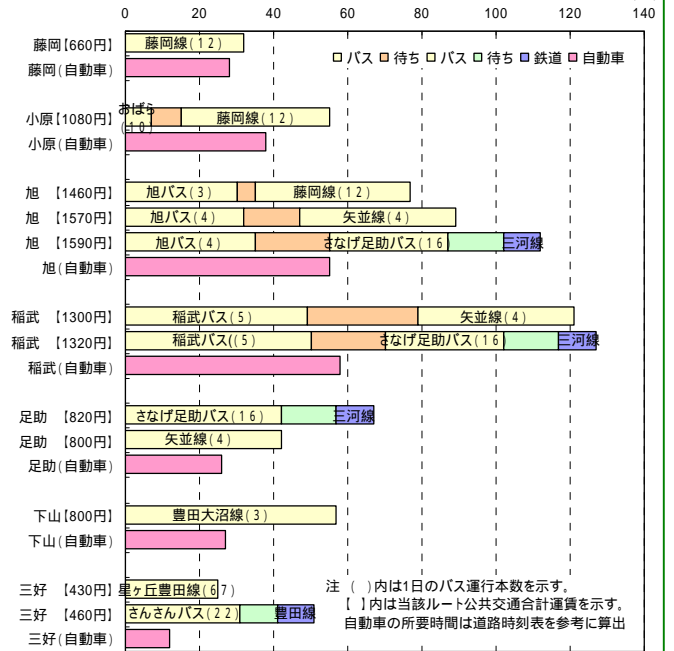 0 20 40 60 80 100 120 140
藤岡【660円】 藤岡線(12)
バス 待ち バス 待ち 鉄道 自動車
藤岡(自動車)
小原【1080円】 おばら(10) 藤岡線(12)
小原(自動車)
旭 【1460円】 旭バス(3) 藤岡線(12)
旭 【1570円】 旭バス(4) 矢並線(4)
旭 【1590円】 旭バス(4) さなげ足助バス(16) 三河線
旭(自動車)
稲武 【1300円】 稲武バス(5) 矢並線(4)
稲武 【1320円】 稲武バス((5) さなげ足助バス(16) 三河線
稲武(自動車)
足助 【820円】 さなげ足助バス(16) 三河線
足助 【800円】 矢並線(4)
足助(自動車)
下山【800円】 豊田大沼線(3)
下山(自動車)
三好 【430円】 星ヶ丘豊田線(67)
三好 【460円】 さんさんバス(22) 豊田線
三好(自動車)
注 ( )内は1日のバス運行本数を示す。
【 】内は当該ルート公共交通合計運賃を示す。
自動車の所要時間は道路時刻表を参考に算出